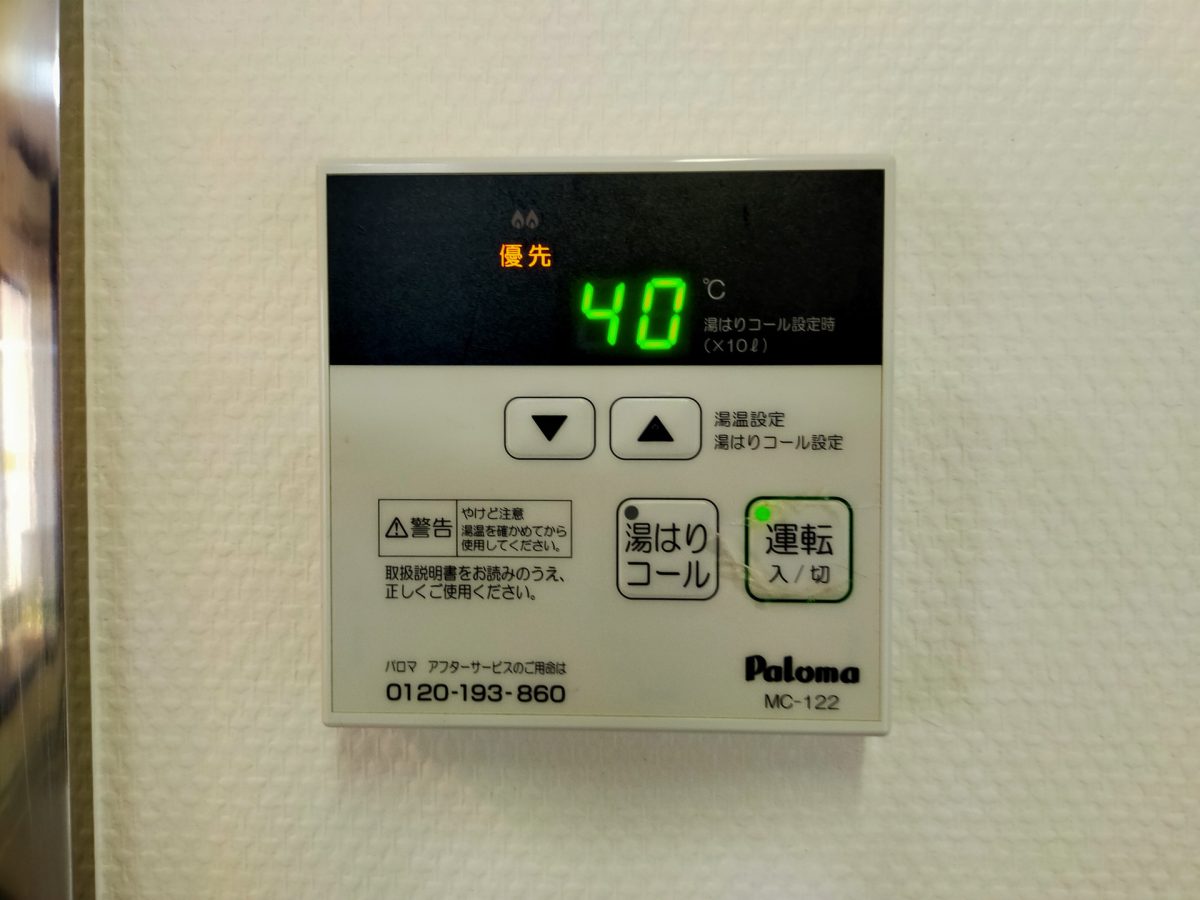 優先
40 ℃
湯はりコール設定時
(×10ℓ)
▼ ▲
湯温設定
湯はりコール設定
⚠警告
やけど注意
湯温を確かめてから
使用してください。
取扱説明書をお読みのうえ、
正しくご使用ください。
湯はり
コール
運転
入/切
パロマ アフターサービスのご用命は
0120-193-860
Paloma
MC-122